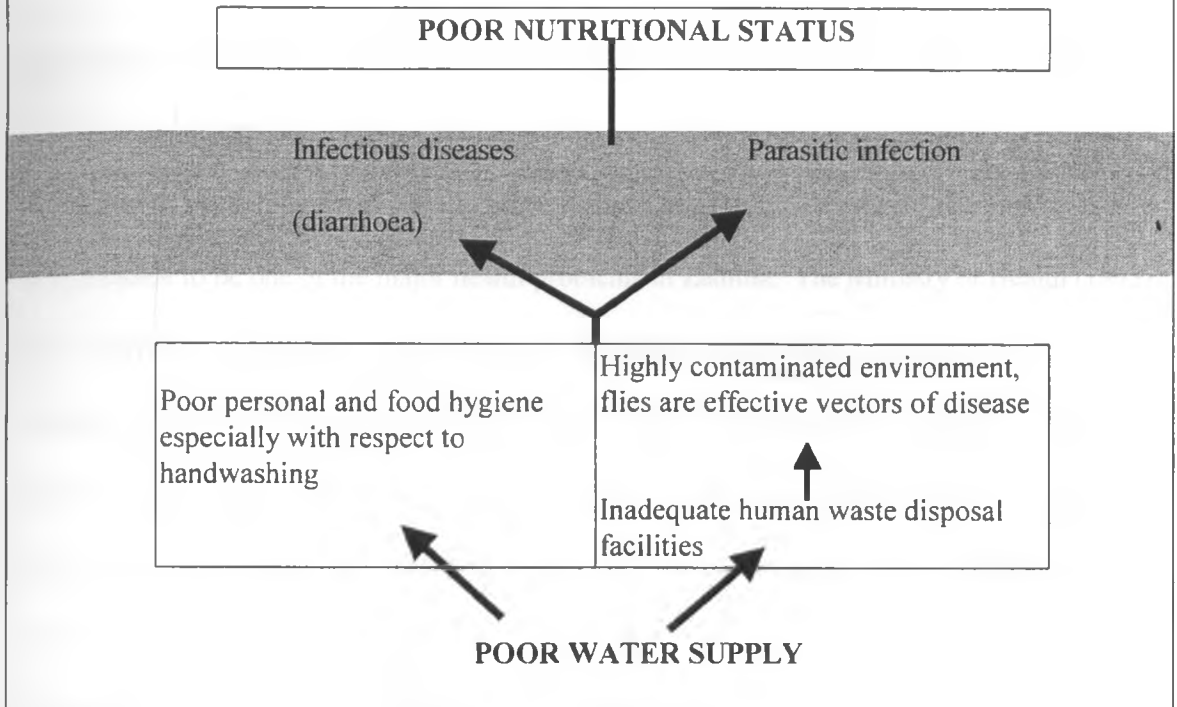 POOR NUTRITIONAL STATUS
Infectious diseases
(diarrhoea)
Parasitic infection
Poor personal and food hygiene
especially with respect to
handwashing
Highly contaminated environment,
flies are effective vectors of disease
Inadequate human waste disposal
facilities
POOR WATER SUPPLY